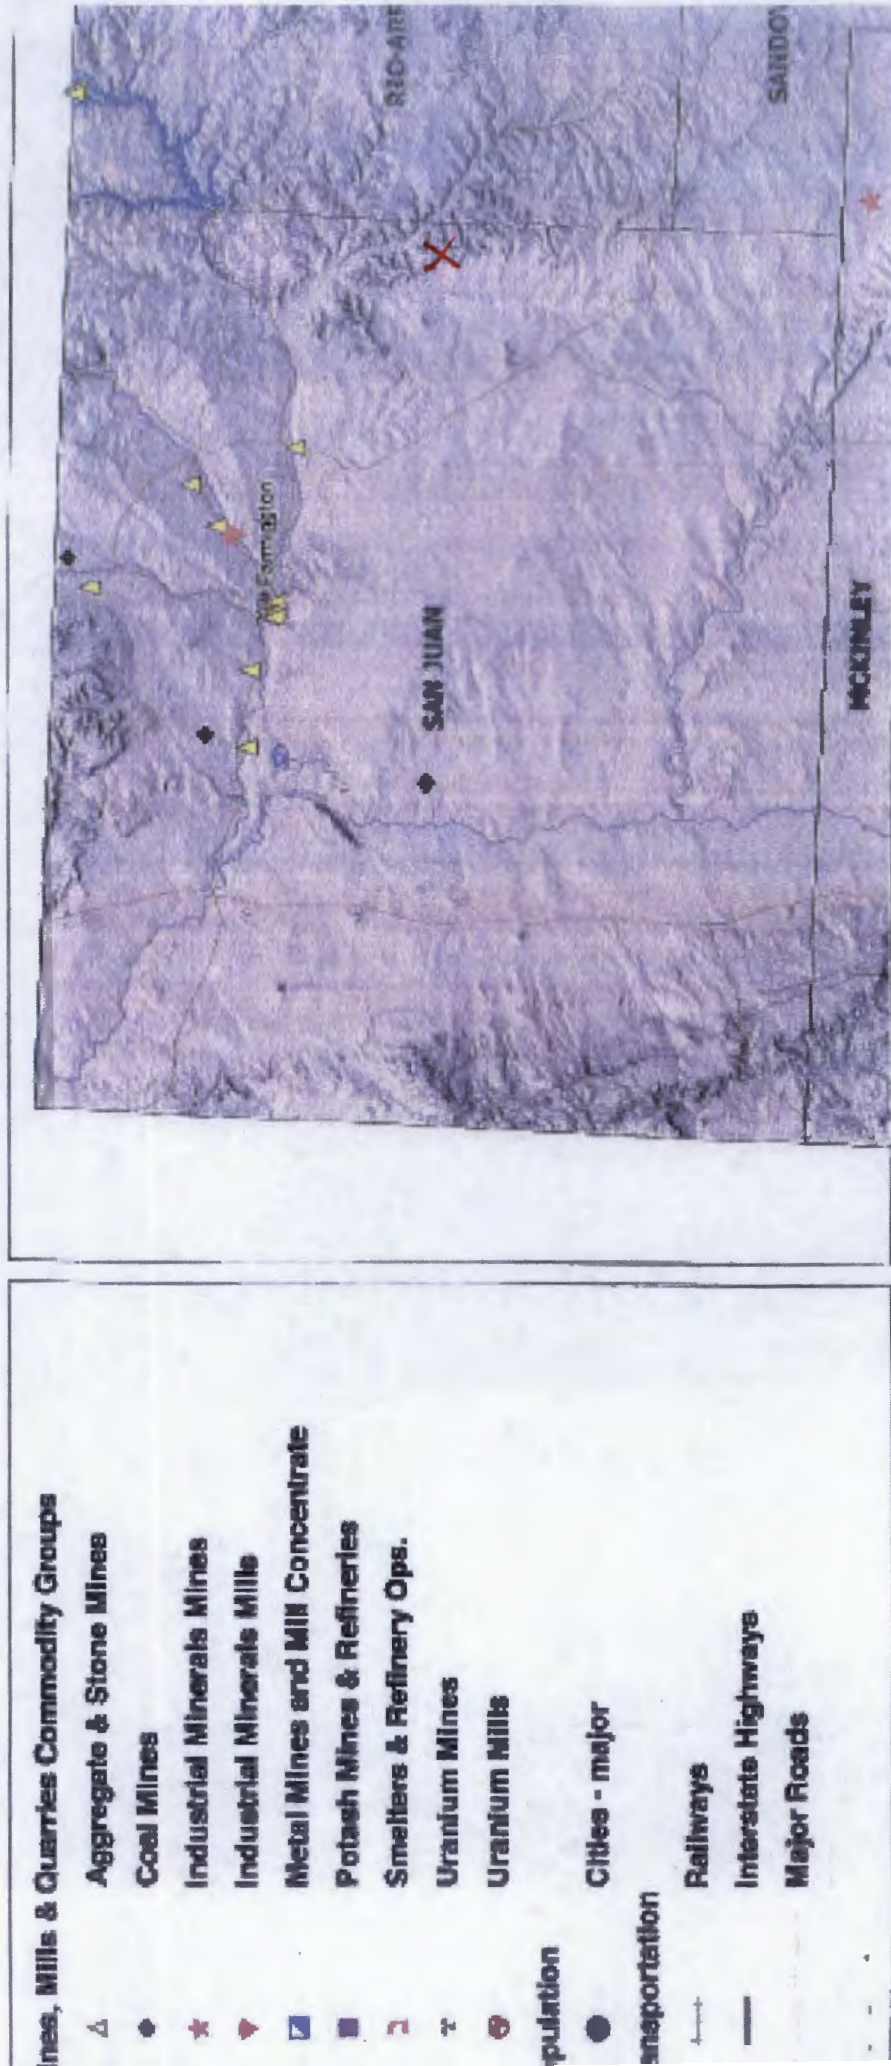 nes, Mills & Quarries Commodity Groups
Aggregate & Stone Mines
Coal Mines
Industrial Minerals Mines
Industrial Minerals Mills
Metal Mines and Mill Concentrate
Potash Mines & Refineries
Smelters & Refinery Ops.
Uranium Mines
Uranium Mills
pulation
Cities - major
ansportation
Railways
Interstate Highways
Major Roads
RIO ARR
SANDOV
Farmington
SAN JUAN
MCKINLEY